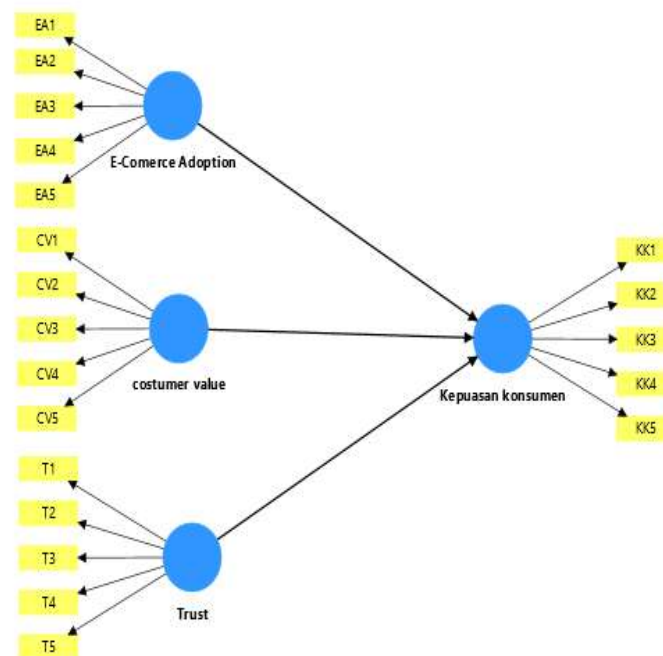 EA1
EA2
EA3
EA4
EA5
E-Comerce Adoption
CV1
CV2
CV3
CV4
CV5
costumer value
T1
T2
T3
T4
T5
Trust
KK1
KK2
KK3
KK4
KK5
Kepuasan konsumen